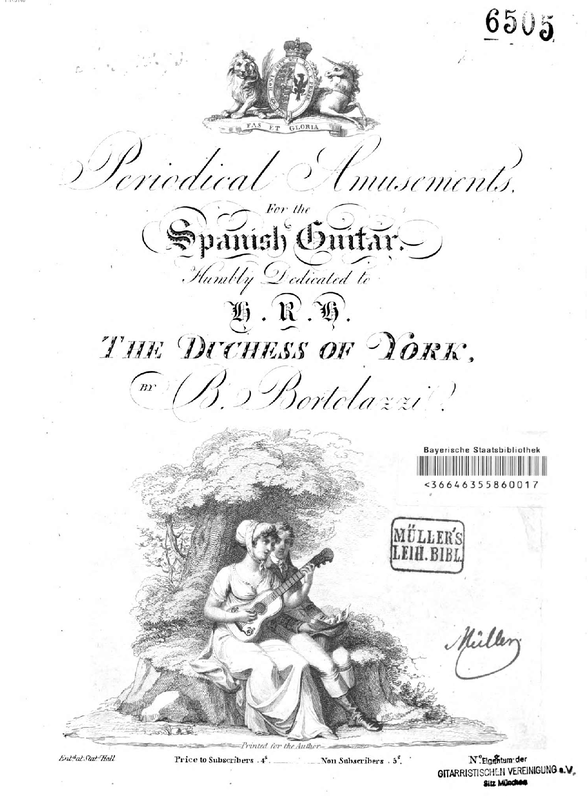 6505
FAS ET GLORIA
Periodical Amusements,
For the
Spanish Guitar.
Humbly Dedicated to
H. R. H.
THE DUCHESS OF YORK,
BY B. Bortolazzi.
Bayerische Staatsbibliothek
<36646355860017
MÜLLER'S
LEIH.BIBL
Müller
Printed for the Author
Entd. at Stats. Hall
Price to Subscribers . 4s. Non Subscribers . 5s.
No.
Eigentum der
GITARRISTISCHEN VEREINIGUNG e.V.
Sitz München